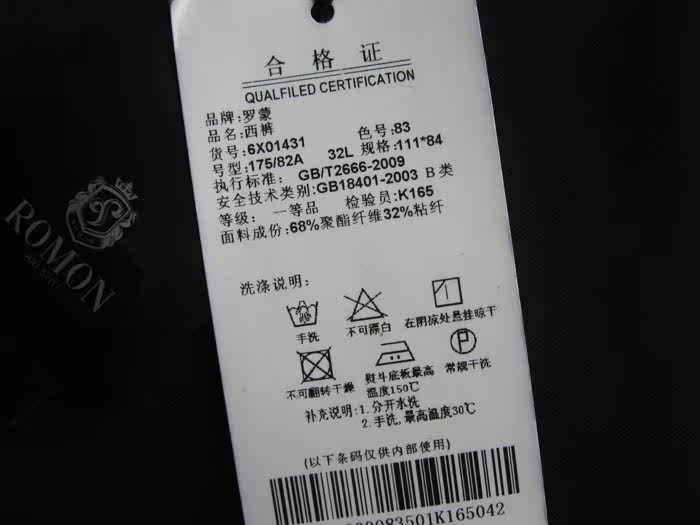 合格证
QUALFILED CERTIFICATION
品牌:罗蒙
品名:西裤
货号:6X01431 色号:83
号型:175/82A 32L 规格:111*84
执行标准: GB/T2666-2009
安全技术类别:GB18401-2003 B 类
等级: 一等品 检验员:K165
面料成份:68%聚酯纤维32%粘纤
ROMON
洗涤说明:
手洗 不可漂白 在阴凉处悬挂晾干
P
不可翻转干燥 熨斗底板最高温度150℃ 常规干洗
补充说明:1.分开水洗
2.手洗,最高温度30℃
(以下条码仅供内部使用)
083501K165042